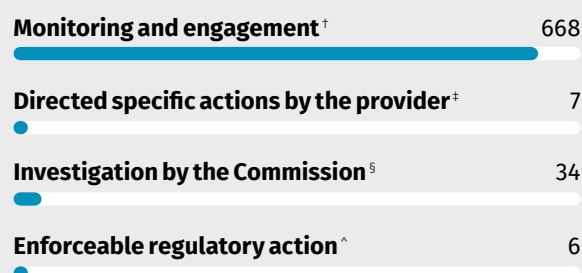 Monitoring and engagement† 668
Directed specific actions by the provider‡ 7
Investigation by the Commission§ 34
Enforceable regulatory action^ 6